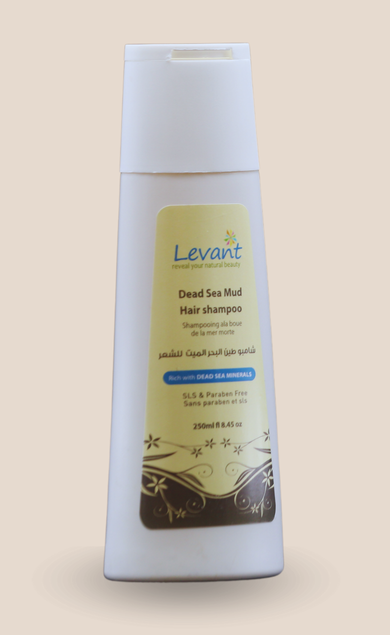 Levant
reveal your natural beauty
Dead Sea Mud
Hair shampoo
Shampooing ala boue
de la mer morte
شامبو طين البحر الميت للشعر
Rich with DEAD SEA MINERALS
SLS & Paraben Free
Sans paraben et sls
250ml fl 8.45 oz